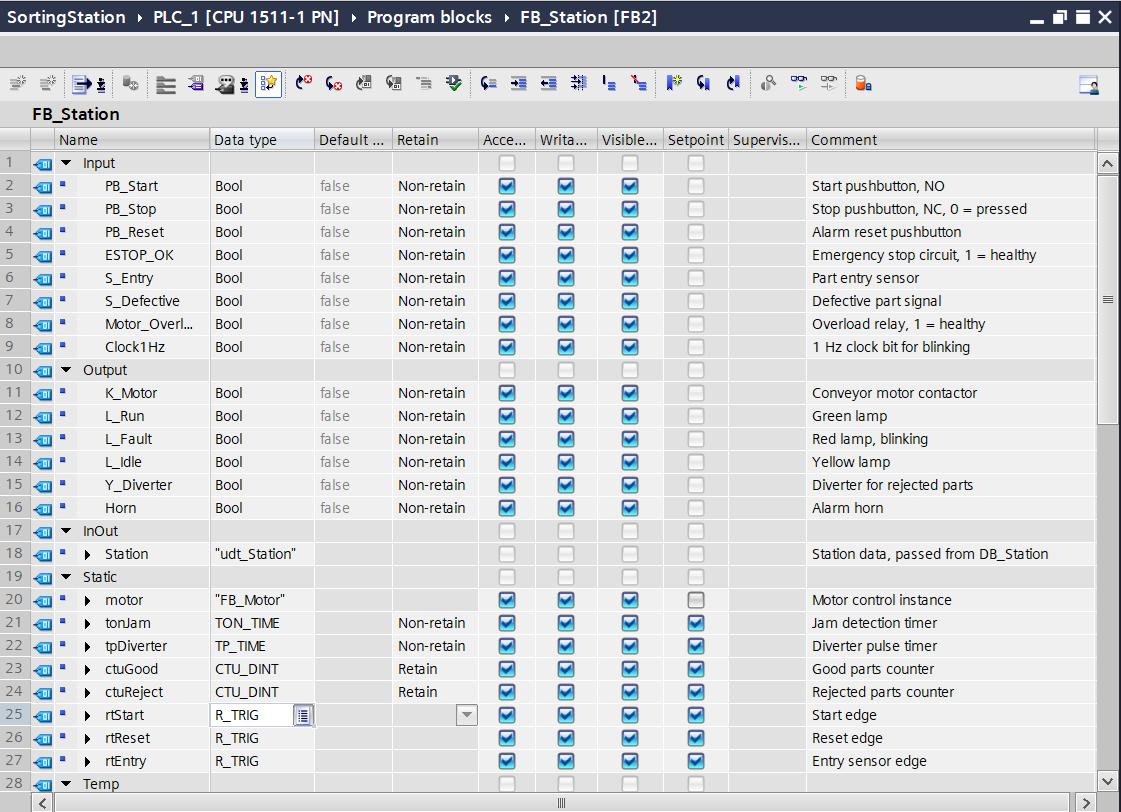 SortingStation › PLC_1 [CPU 1511-1 PN] › Program blocks › FB_Station [FB2]
FB_Station
Name Data type Default ... Retain Acce... Writa... Visible... Setpoint Supervis... Comment
1 Input
2 PB_Start Bool false Non-retain Start pushbutton, NO
3 PB_Stop Bool false Non-retain Stop pushbutton, NC, 0 = pressed
4 PB_Reset Bool false Non-retain Alarm reset pushbutton
5 ESTOP_OK Bool false Non-retain Emergency stop circuit, 1 = healthy
6 S_Entry Bool false Non-retain Part entry sensor
7 S_Defective Bool false Non-retain Defective part signal
8 Motor_Overl... Bool false Non-retain Overload relay, 1 = healthy
9 Clock1Hz Bool false Non-retain 1 Hz clock bit for blinking
10 Output
11 K_Motor Bool false Non-retain Conveyor motor contactor
12 L_Run Bool false Non-retain Green lamp
13 L_Fault Bool false Non-retain Red lamp, blinking
14 L_Idle Bool false Non-retain Yellow lamp
15 Y_Diverter Bool false Non-retain Diverter for rejected parts
16 Horn Bool false Non-retain Alarm horn
17 InOut
18 Station "udt_Station" Station data, passed from DB_Station
19 Static
20 motor "FB_Motor" Motor control instance
21 tonJam TON_TIME Non-retain Jam detection timer
22 tpDiverter TP_TIME Non-retain Diverter pulse timer
23 ctuGood CTU_DINT Retain Good parts counter
24 ctuReject CTU_DINT Retain Rejected parts counter
25 rtStart R_TRIG Start edge
26 rtReset R_TRIG Reset edge
27 rtEntry R_TRIG Entry sensor edge
28 Temp